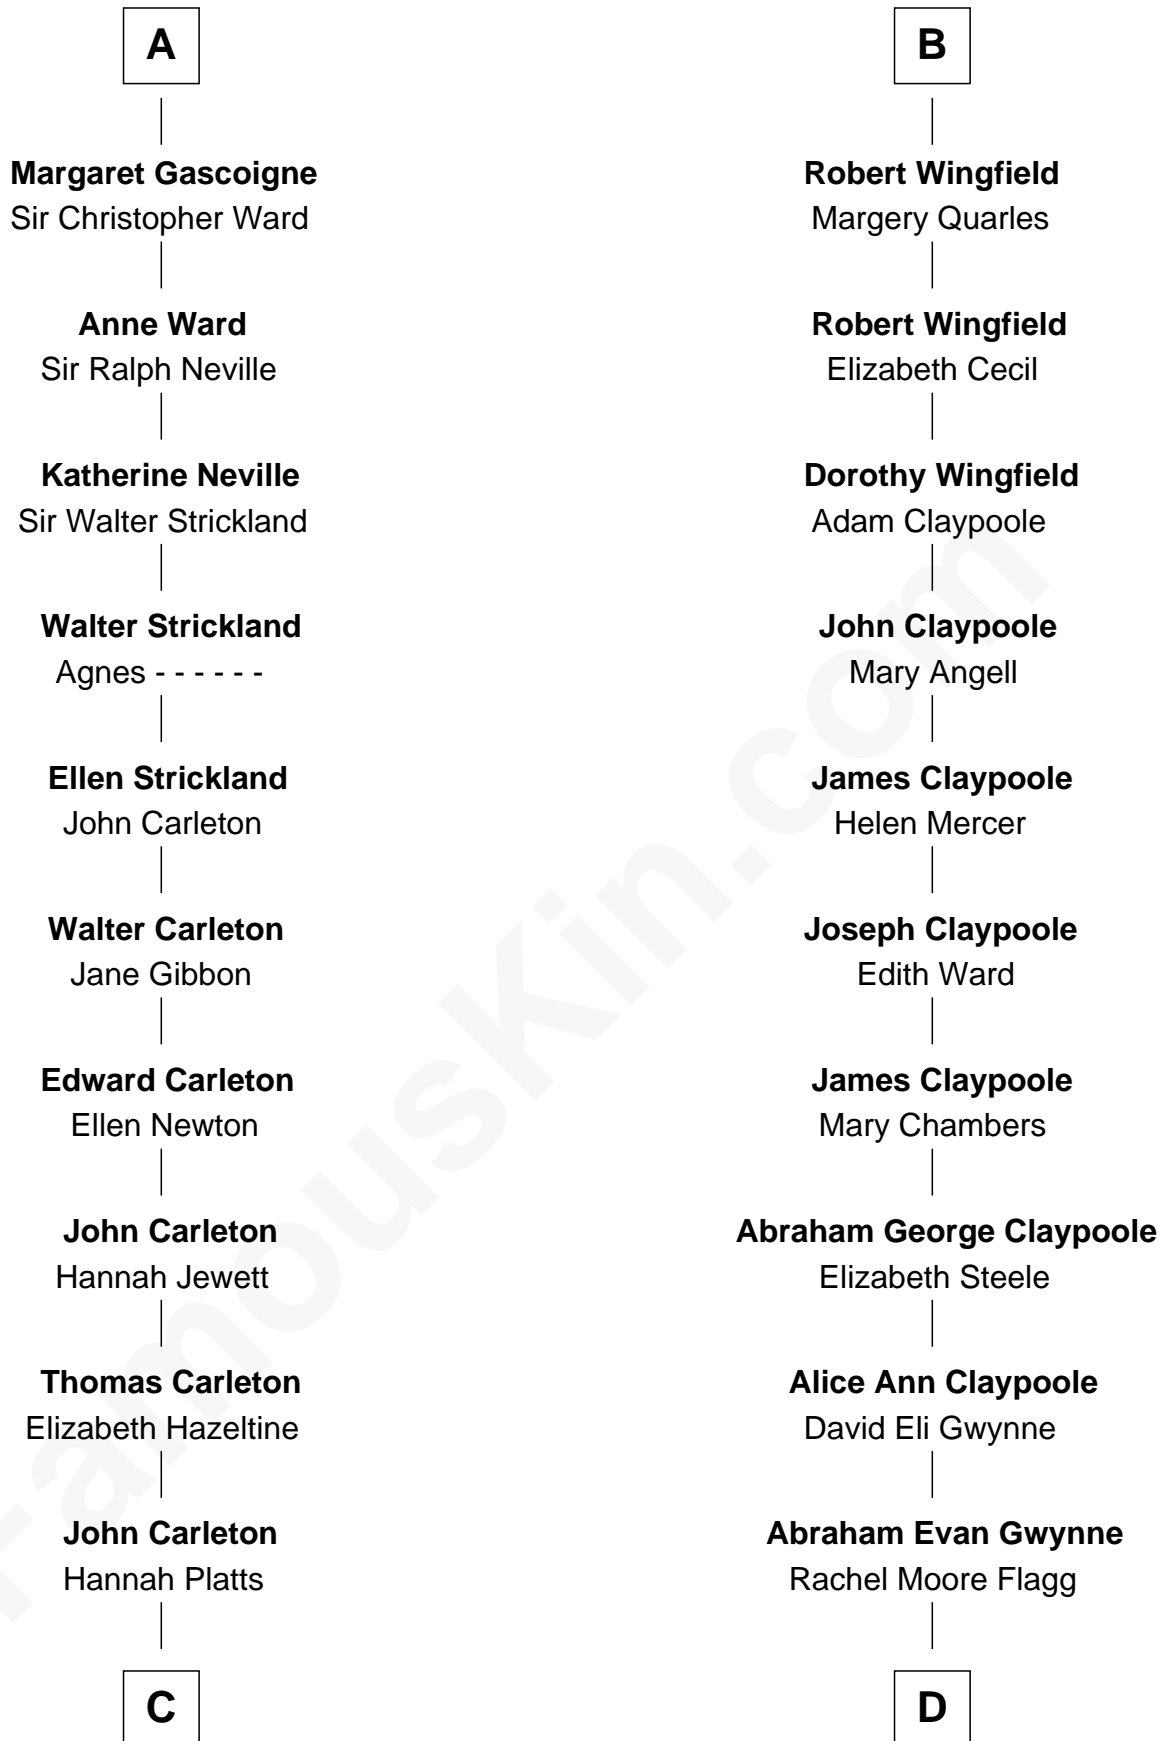 A
Margaret Gascoigne
Sir Christopher Ward
Anne Ward
Sir Ralph Neville
Katherine Neville
Sir Walter Strickland
Walter Strickland
Agnes - - - - - -
Ellen Strickland
John Carleton
Walter Carleton
Jane Gibbon
Edward Carleton
Ellen Newton
John Carleton
Hannah Jewett
Thomas Carleton
Elizabeth Hazeltine
John Carleton
Hannah Platts
C
B
Robert Wingfield
Margery Quarles
Robert Wingfield
Elizabeth Cecil
Dorothy Wingfield
Adam Claypoole
John Claypoole
Mary Angell
James Claypoole
Helen Mercer
Joseph Claypoole
Edith Ward
James Claypoole
Mary Chambers
Abraham George Claypoole
Elizabeth Steele
Alice Ann Claypoole
David Eli Gwynne
Abraham Evan Gwynne
Rachel Moore Flagg
D
FamousKin.com